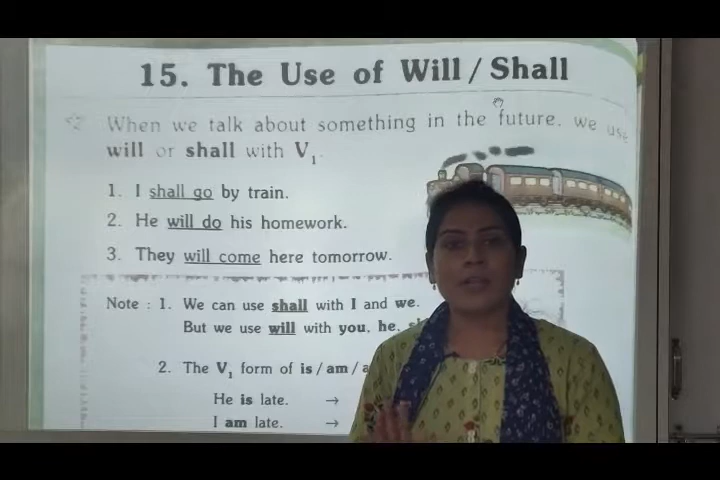 15. The Use of Will / Shall
When we talk about something in the future, we use
will or shall with V1.
1. I shall go by train.
2. He will do his homework.
3. They will come here tomorrow.
Note : 1. We can use shall with I and we.
But we use will with you, he,
2. The V1 form of is / am /
He is late. →
I am late. →